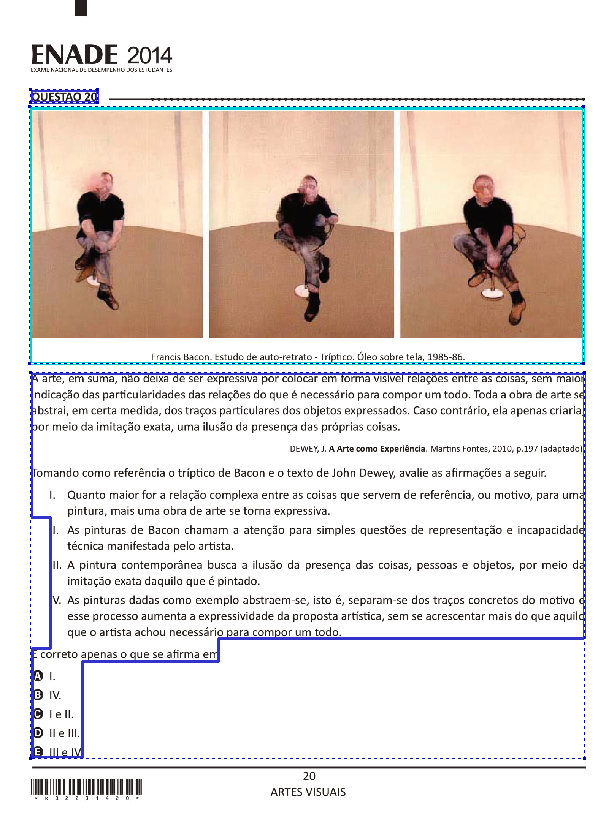 ENADE 2014
EXAME NACIONAL DE DESEMPENHO DOS ESTUDANTES
QUESTÃO 20
Francis Bacon. Estudo de auto-retrato - Tríptico. Óleo sobre tela, 1985-86.
A arte, em suma, não deixa de ser expressiva por colocar em forma visível relações entre as coisas, sem maior
indicação das particularidades das relações do que é necessário para compor um todo. Toda a obra de arte se
abstrai, em certa medida, dos traços particulares dos objetos expressados. Caso contrário, ela apenas criaria,
por meio da imitação exata, uma ilusão da presença das próprias coisas.
DEWEY, J. A Arte como Experiência. Martins Fontes, 2010, p.197 (adaptado)
Tomando como referência o tríptico de Bacon e o texto de John Dewey, avalie as afirmações a seguir.
I. Quanto maior for a relação complexa entre as coisas que servem de referência, ou motivo, para uma
pintura, mais uma obra de arte se torna expressiva.
II. As pinturas de Bacon chamam a atenção para simples questões de representação e incapacidade
técnica manifestada pelo artista.
III. A pintura contemporânea busca a ilusão da presença das coisas, pessoas e objetos, por meio da
imitação exata daquilo que é pintado.
IV. As pinturas dadas como exemplo abstraem-se, isto é, separam-se dos traços concretos do motivo e
esse processo aumenta a expressividade da proposta artística, sem se acrescentar mais do que aquilo
que o artista achou necessário para compor um todo.
É correto apenas o que se afirma em
A I.
B IV.
C I e II.
D II e III.
E III e IV.
20
ARTES VISUAIS